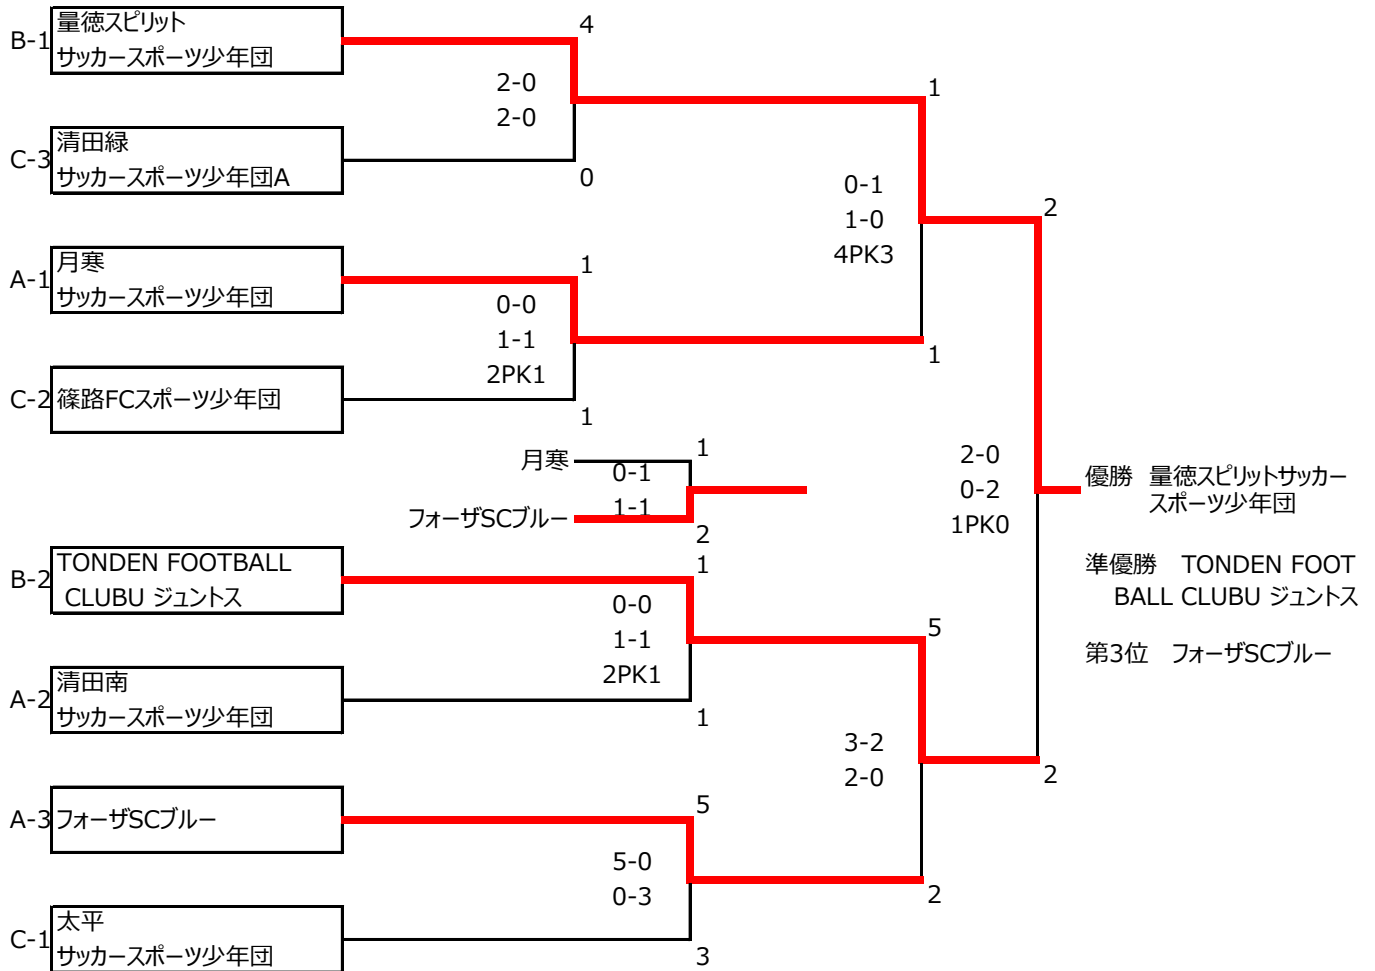 B-1
量徳スピリット
サッカースポーツ少年団
4
2-0
2-0
1
C-3
清田緑
サッカースポーツ少年団A
0
0-1
1-0
4PK3
2
A-1
月寒
サッカースポーツ少年団
1
0-0
1-1
2PK1
1
C-2
篠路FCスポーツ少年団
1
月寒
1
0-1
1-1
フォーザSCブルー
2
2-0
0-2
1PK0
優勝 量徳スピリットサッカー
スポーツ少年団
準優勝 TONDEN FOOT
BALL CLUBU ジュントス
第3位 フォーザSCブルー
B-2
TONDEN FOOTBALL
CLUBU ジュントス
1
0-0
1-1
2PK1
5
A-2
清田南
サッカースポーツ少年団
1
3-2
2-0
2
A-3
フォーザSCブルー
5
5-0
0-3
2
C-1
太平
サッカースポーツ少年団
3